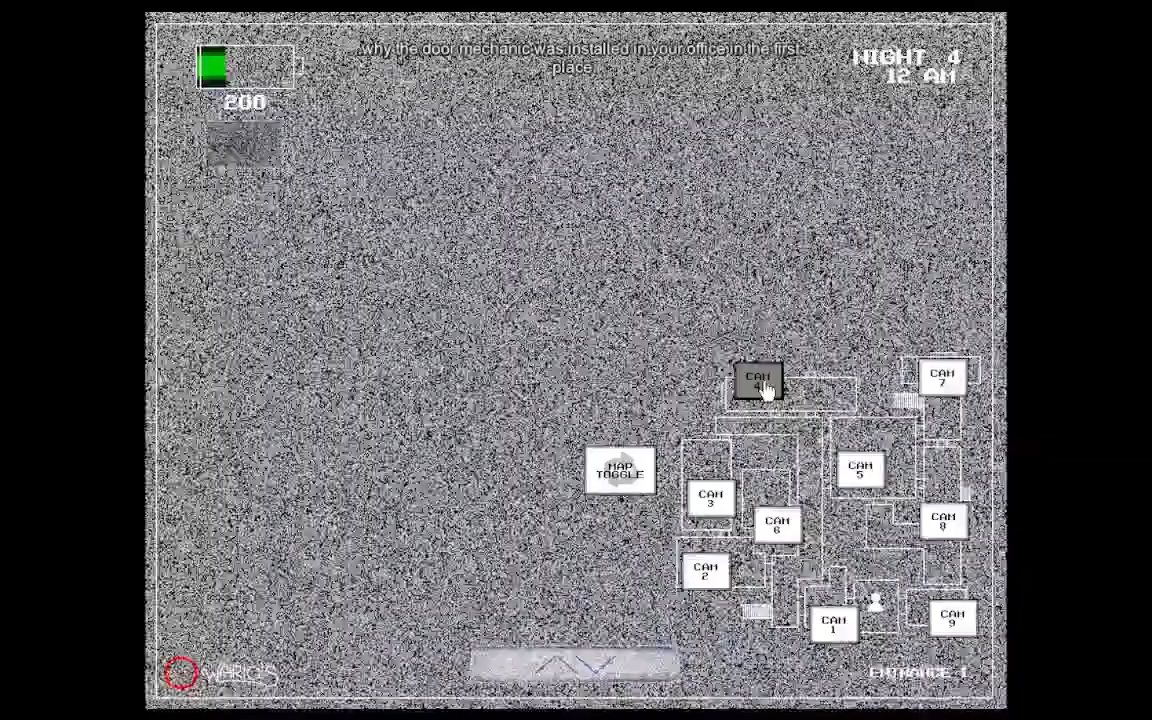 ..why the door mechanic was installed in your office in the first
place
NIGHT 4
12 AM
200
CAM
4
CAM
7
MAP
TOGGLE
CAM
5
CAM
3
CAM
6
CAM
8
CAM
2
CAM
1
CAM
9
WARIO'S
ENTRANCE 1